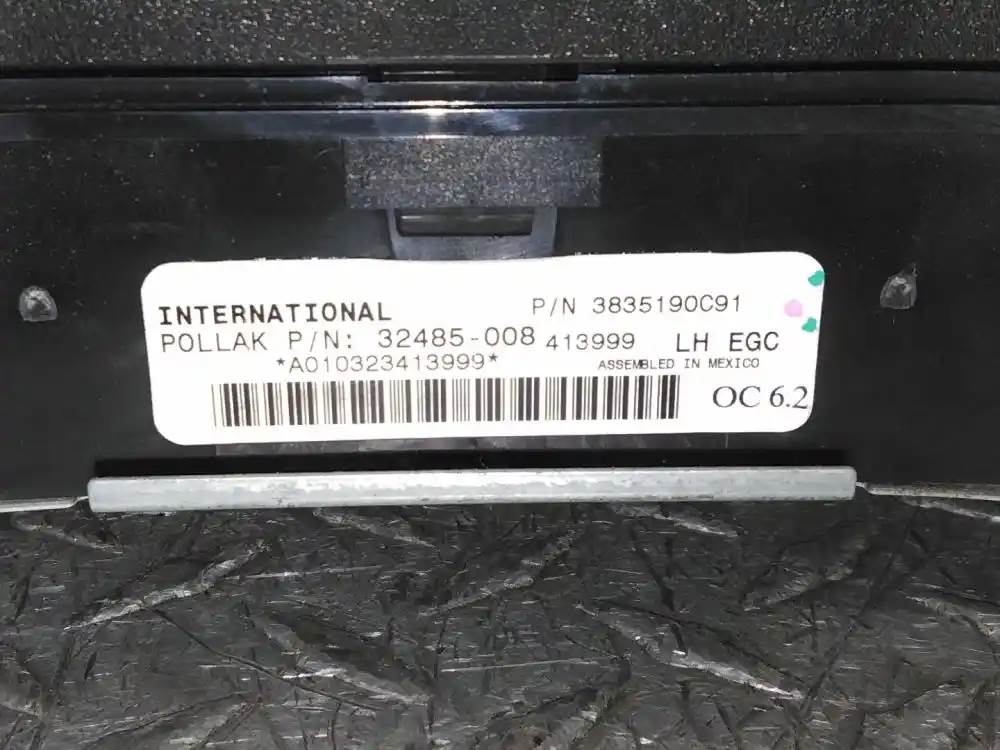 INTERNATIONAL P/N 3835190C91
POLLAK P/N: 32485-008 413999 LH EGC
*A010323413999* ASSEMBLED IN MEXICO
OC 6.2